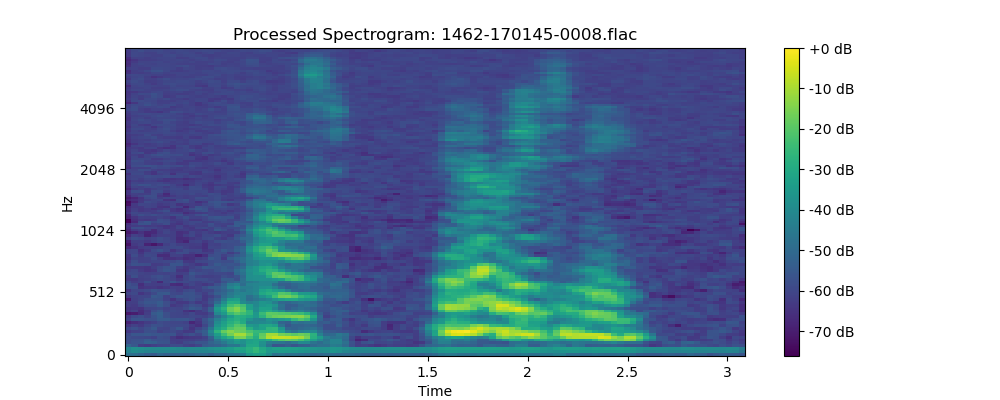 Processed Spectrogram: 1462-170145-0008.flac
Hz
4096
2048
1024
512
0
0 0.5 1 1.5 2 2.5 3
Time
+0 dB
-10 dB
-20 dB
-30 dB
-40 dB
-50 dB
-60 dB
-70 dB